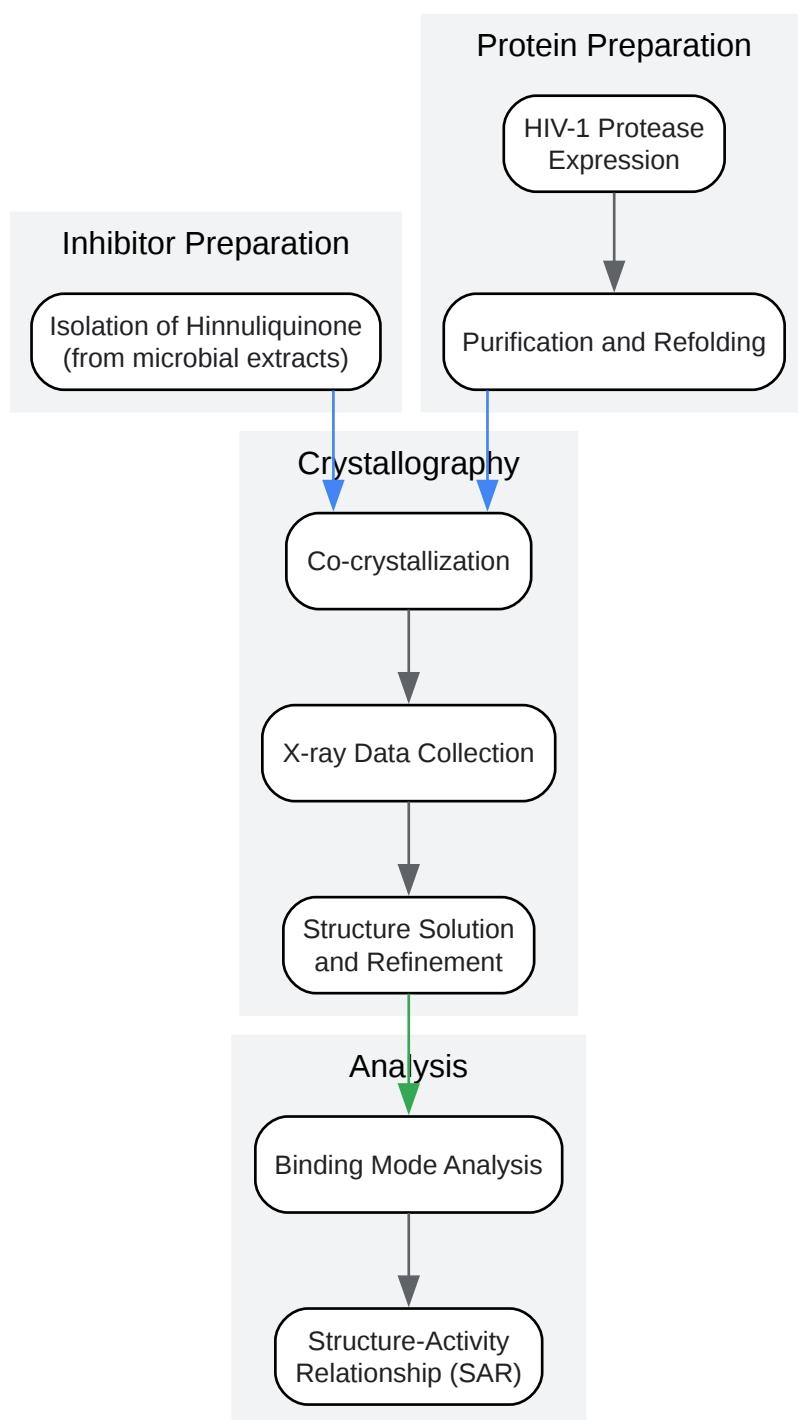 Protein Preparation
HIV-1 Protease
Expression
Inhibitor Preparation
Isolation of Hinnuliquinone
(from microbial extracts)
Purification and Refolding
Crystallography
Co-crystallization
X-ray Data Collection
Structure Solution
and Refinement
Analysis
Binding Mode Analysis
Structure-Activity
Relationship (SAR)